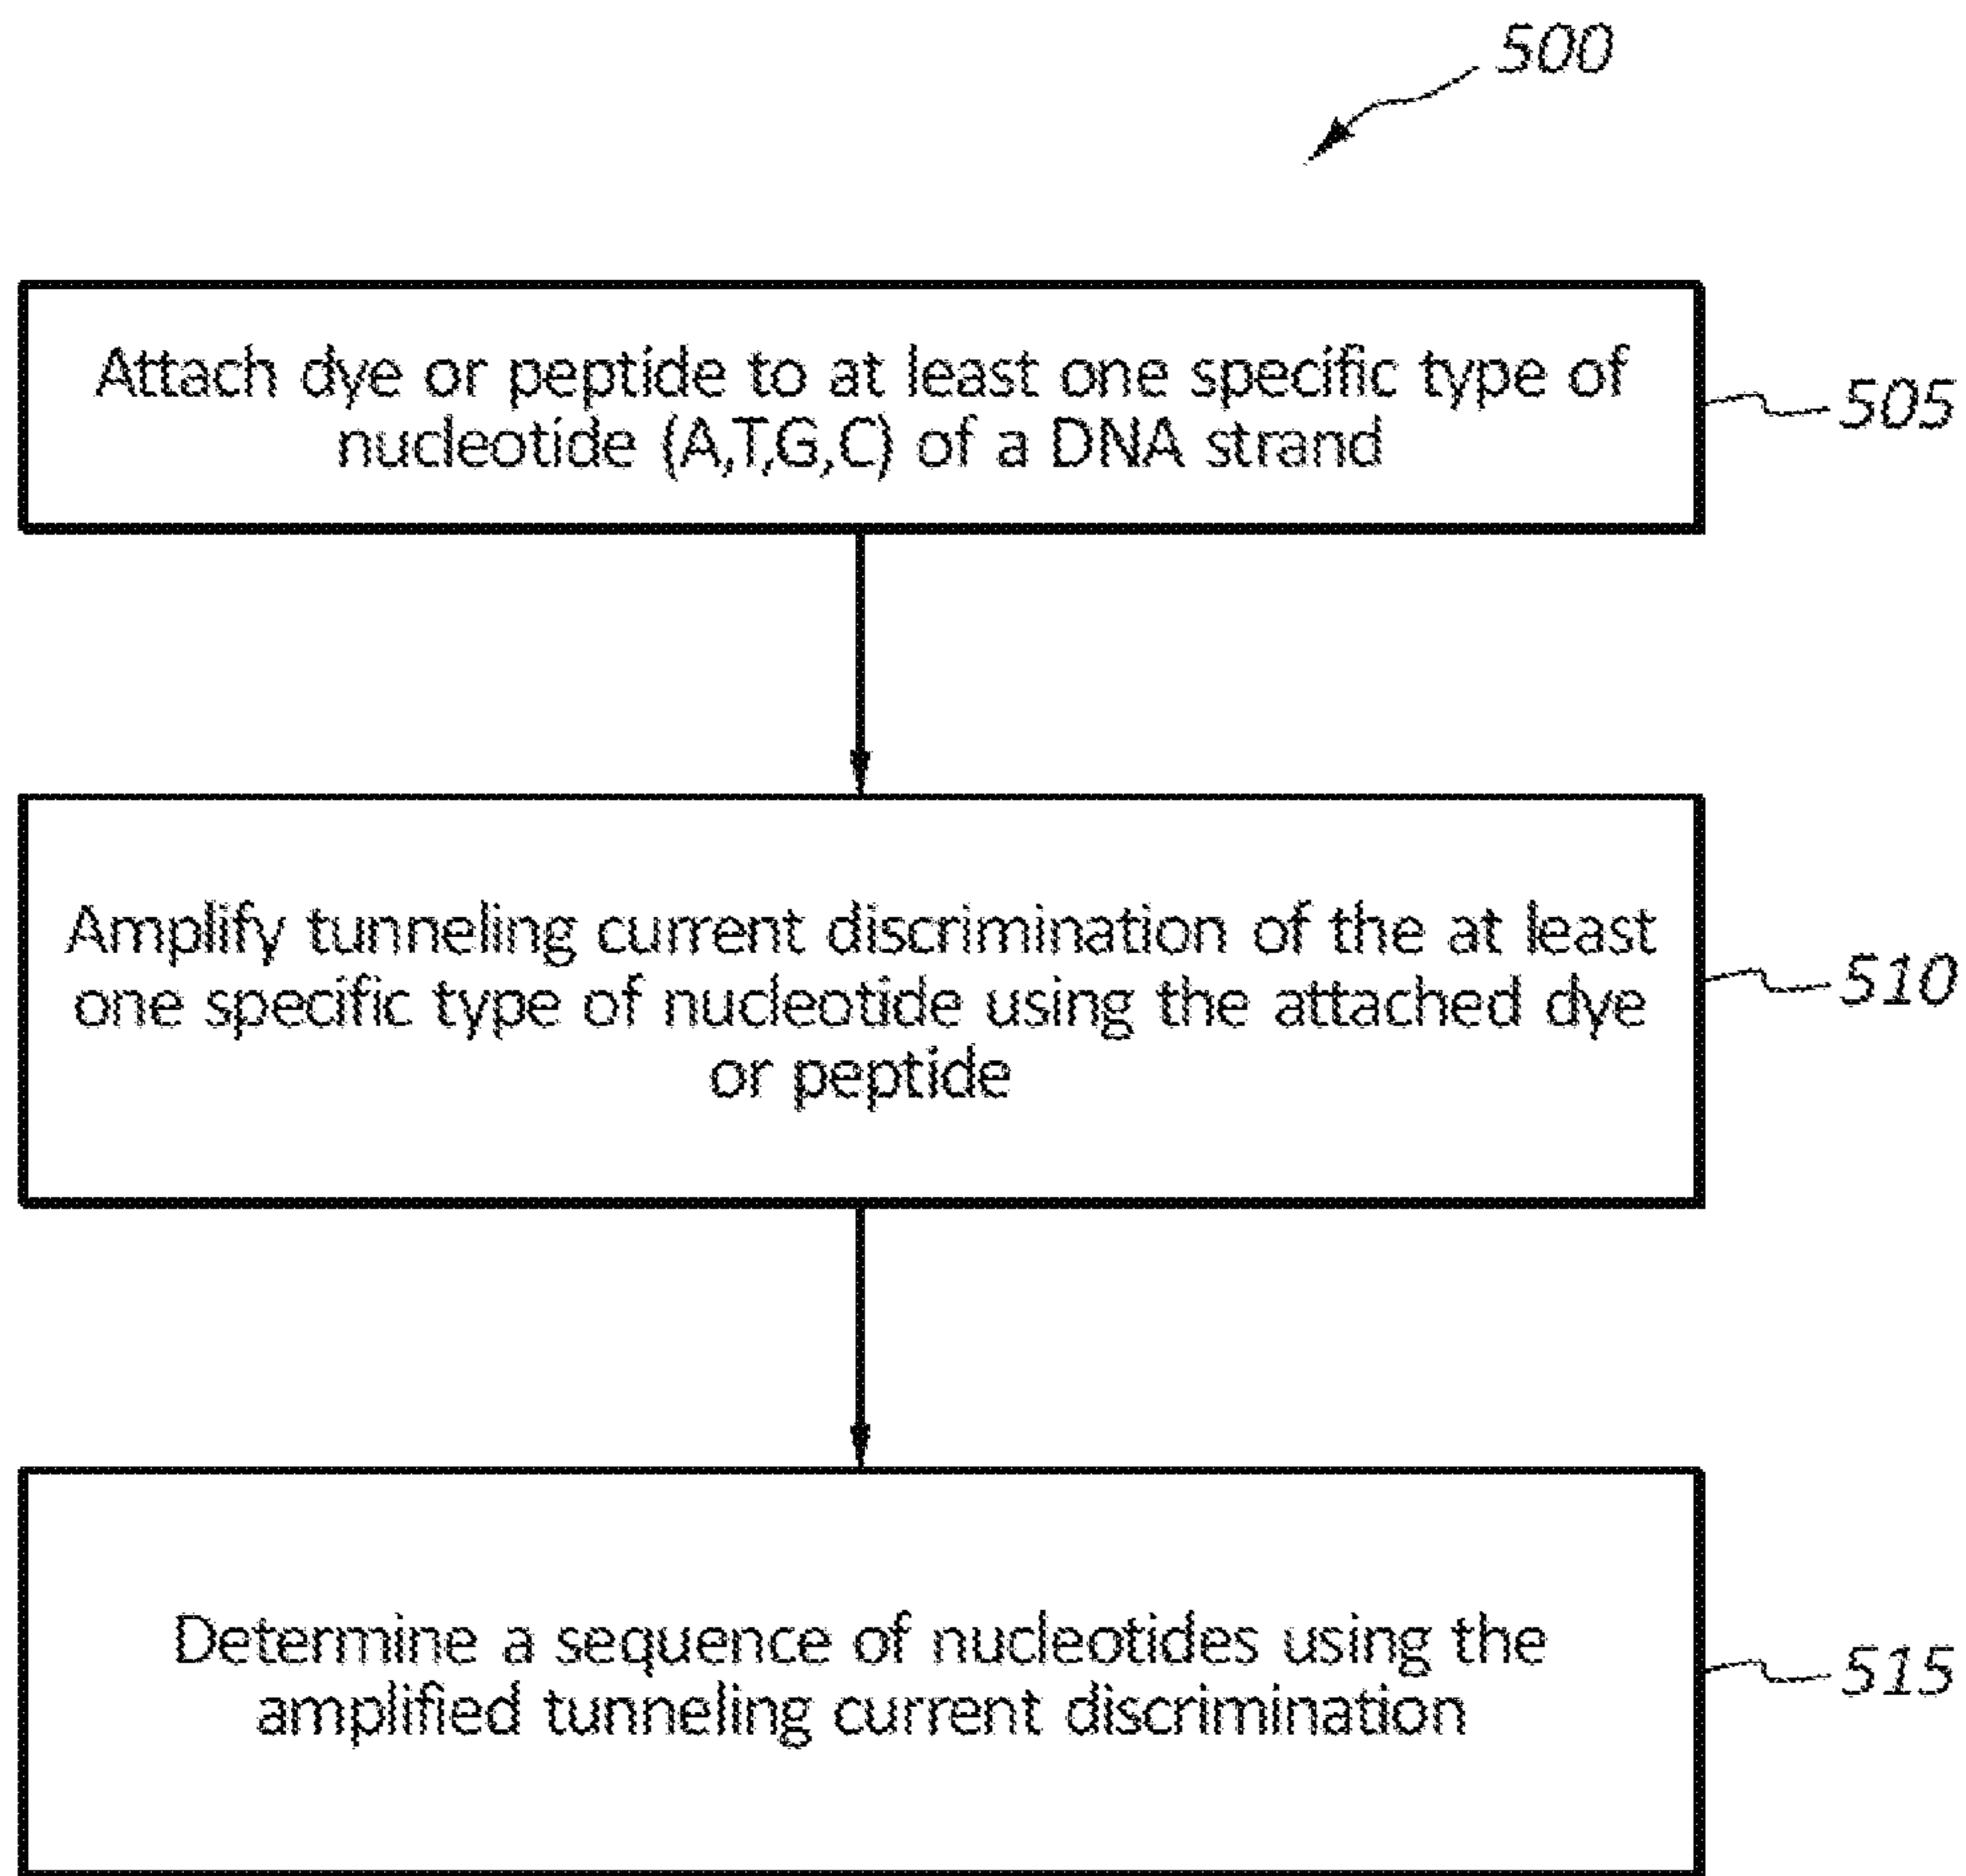 500
Attach dye or peptide to at least one specific type of
nucleotide (A,T,G,C) of a DNA strand
505
Amplify tunneling current discrimination of the at least
one specific type of nucleotide using the attached dye
or peptide
510
Determine a sequence of nucleotides using the
amplified tunneling current discrimination
515